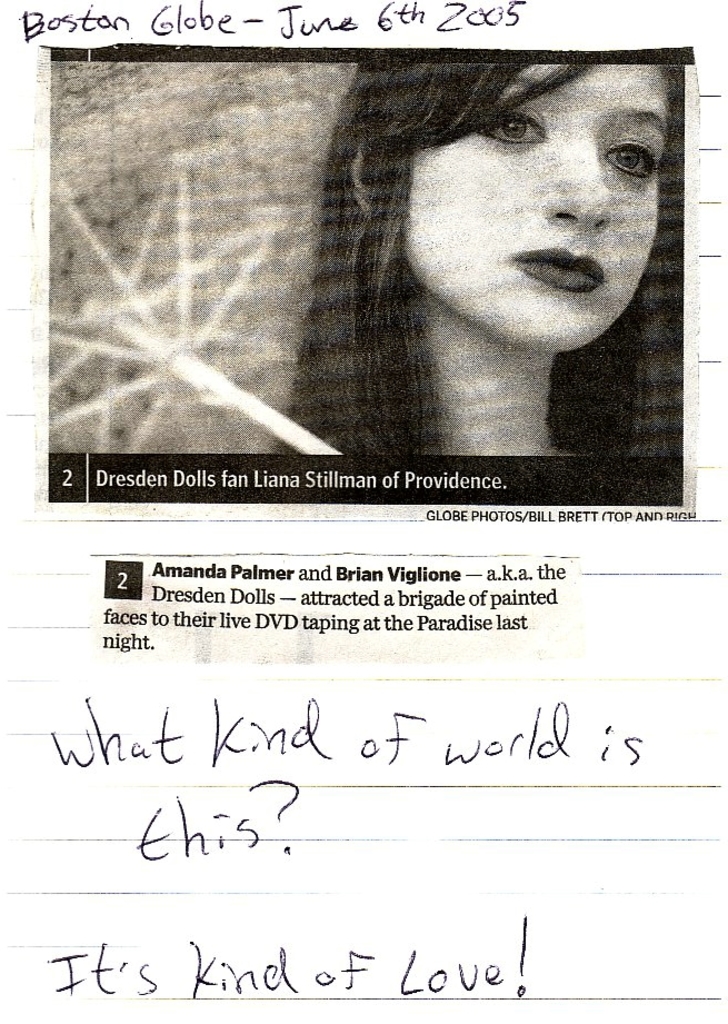 Boston Globe - June 6th 2005
2 Dresden Dolls fan Liana Stillman of Providence.
GLOBE PHOTOS/BILL BRETT (TOP AND RIGH
2 Amanda Palmer and Brian Viglione — a.k.a. the
Dresden Dolls — attracted a brigade of painted
faces to their live DVD taping at the Paradise last
night.
What kind of world is
this?
It's kind of Love!